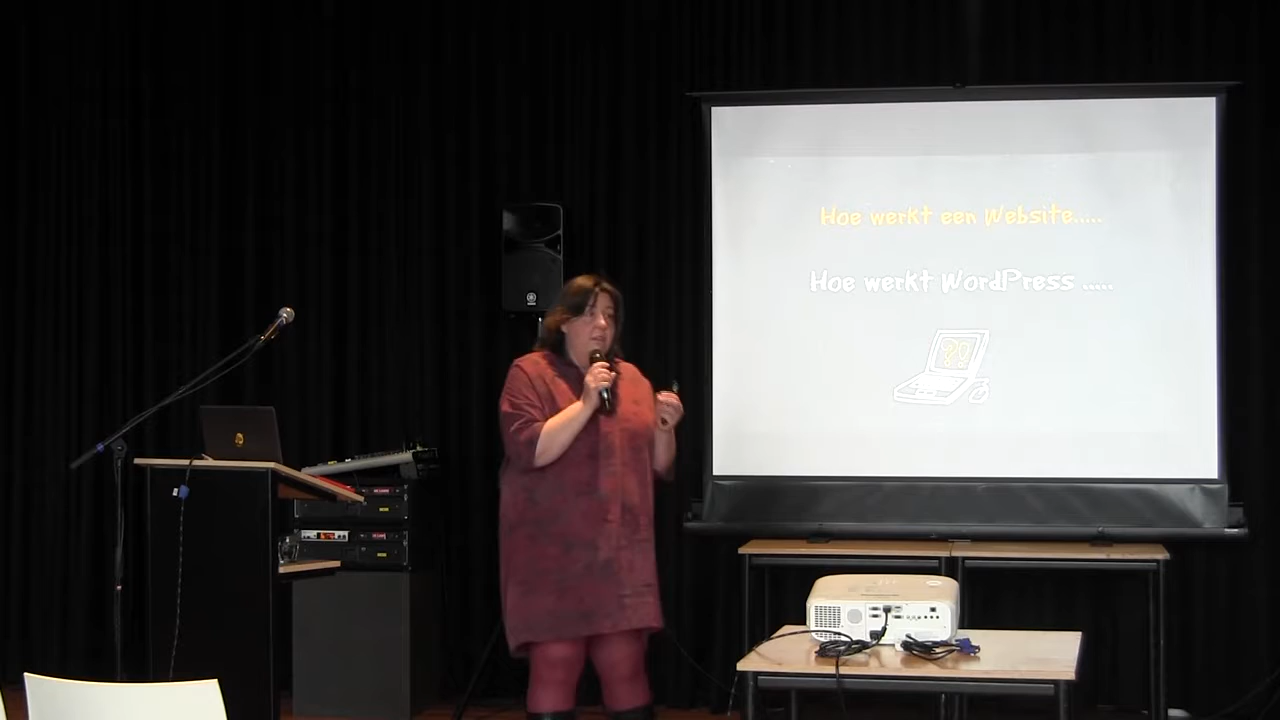 Hoe werkt een Website.....
Hoe werkt WordPress .....
?!